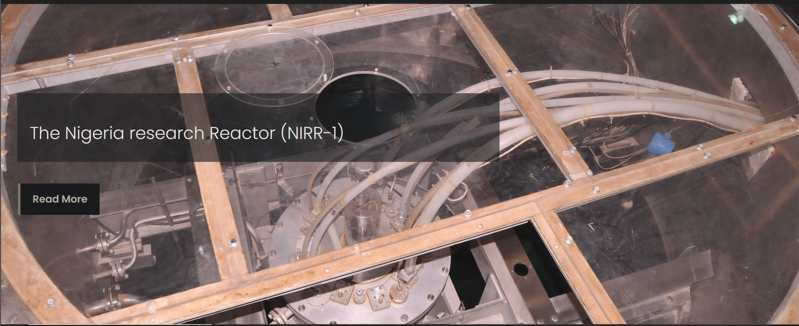 The Nigeria research Reactor (NIRR-1)
Read More